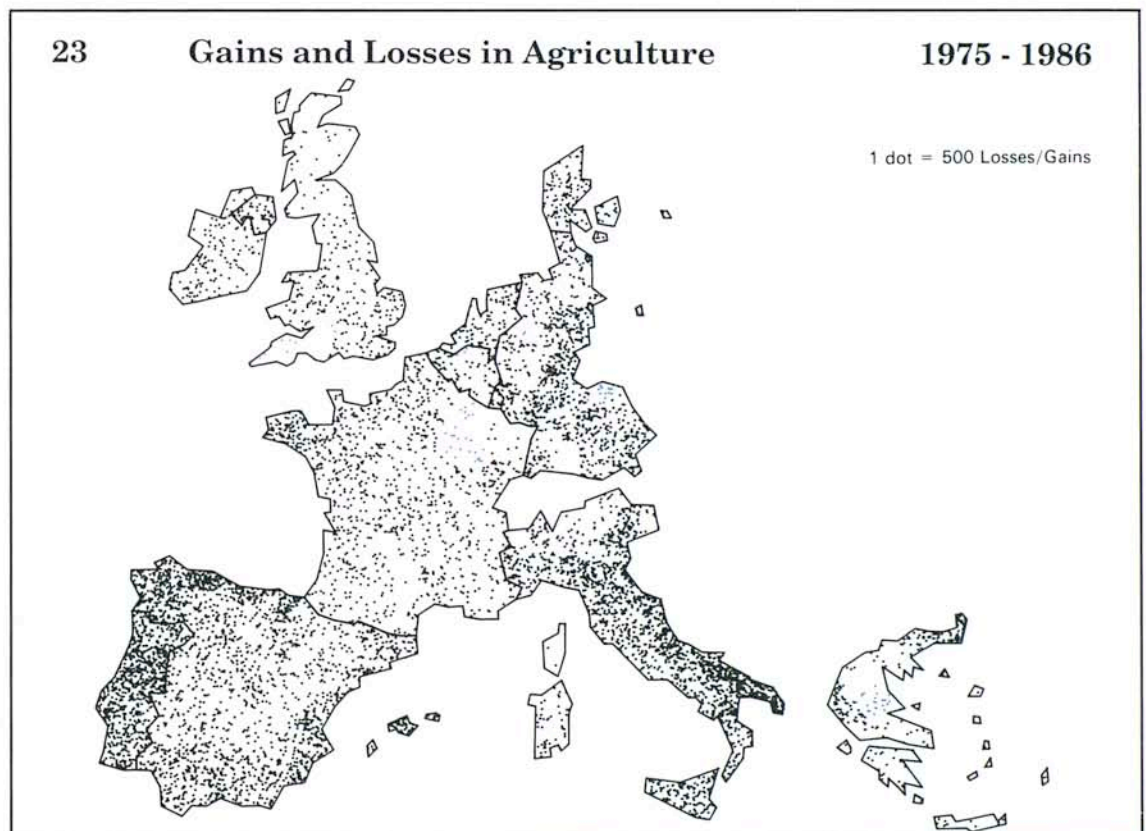 23 Gains and Losses in Agriculture 1975 - 1986
1 dot = 500 Losses/Gains